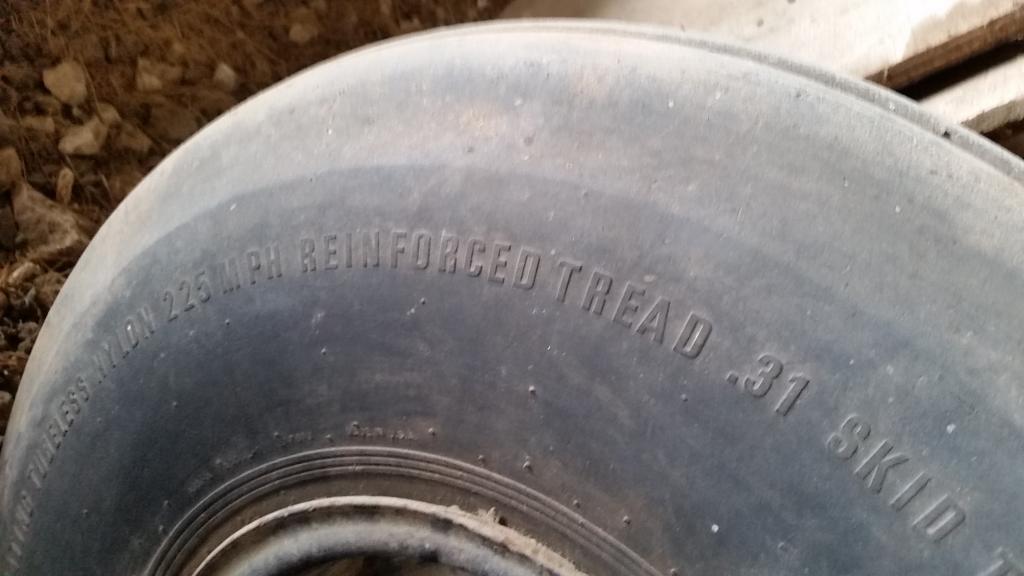 TUBELESS NYLON 225 MPH REINFORCED TREAD .31 SKID